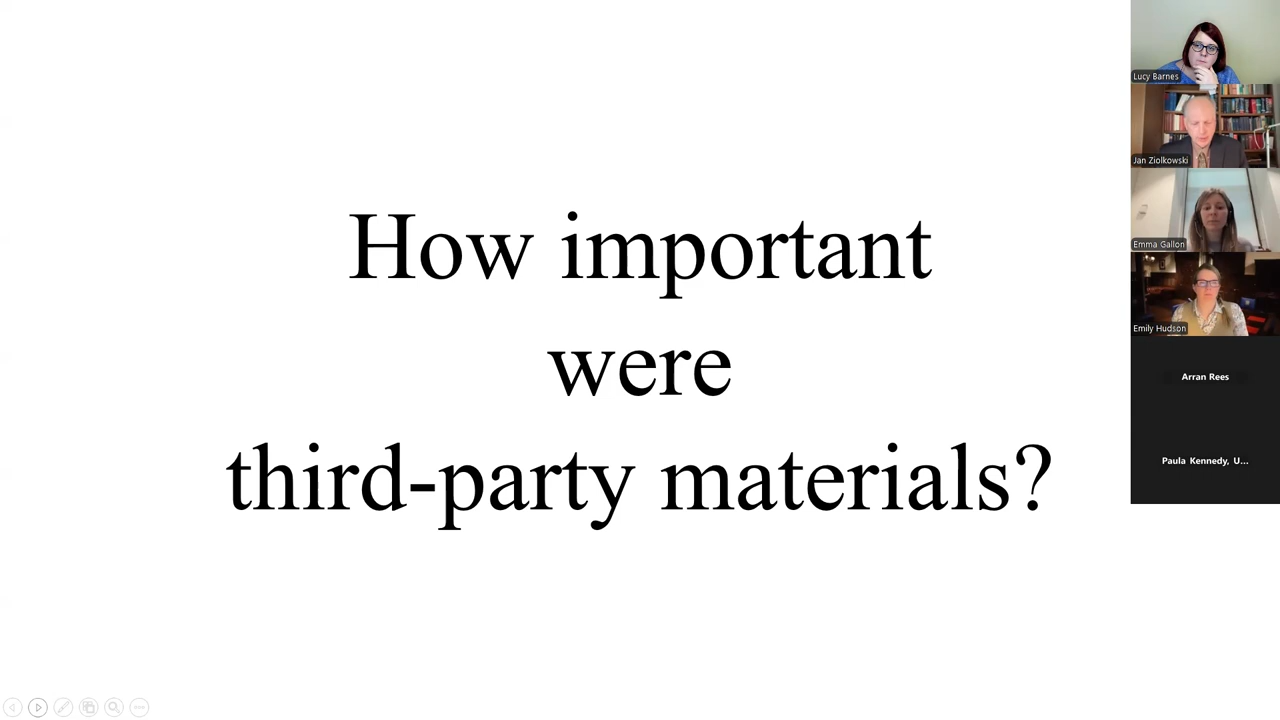 How important
were
third-party materials?
Lucy Barnes
Jan Ziolkowski
Emma Gallon
Emily Hudson
Arran Rees
Paula Kennedy, U...